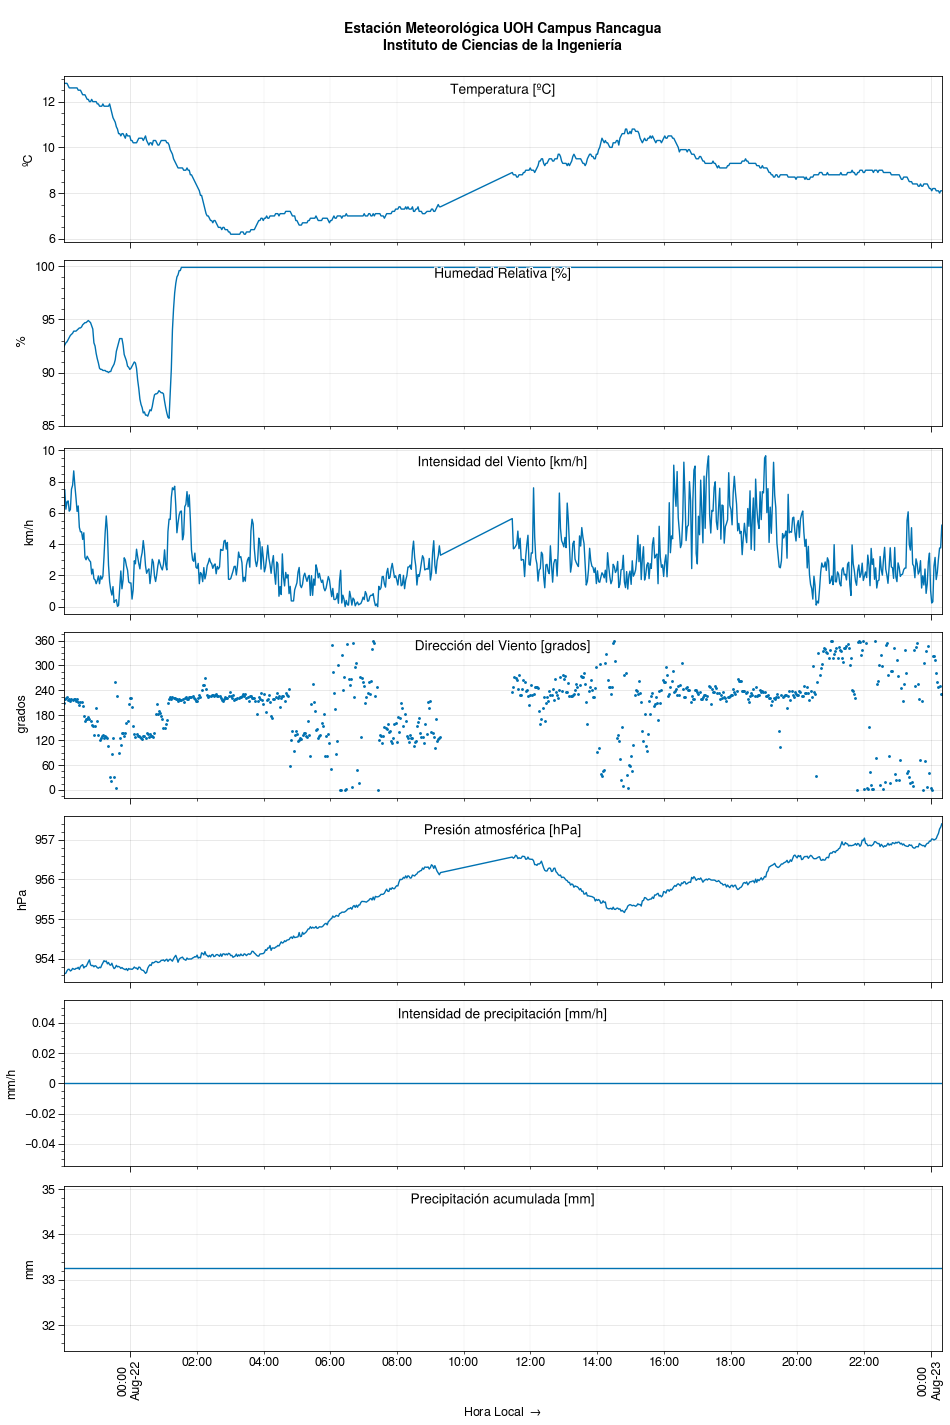 Estación Meteorológica UOH Campus Rancagua
Instituto de Ciencias de la Ingeniería
Temperatura [ºC]
ºC
12
10
8
6
Humedad Relativa [%]
%
100
95
90
85
Intensidad del Viento [km/h]
km/h
10
8
6
4
2
0
Dirección del Viento [grados]
grados
360
300
240
180
120
60
0
Presión atmosférica [hPa]
hPa
957
956
955
954
Intensidad de precipitación [mm/h]
mm/h
0.04
0.02
0
−0.02
−0.04
Precipitación acumulada [mm]
mm
35
34
33
32
00:00
Aug-22
02:00
04:00
06:00
08:00
10:00
12:00
14:00
16:00
18:00
20:00
22:00
00:00
Aug-23
Hora Local →